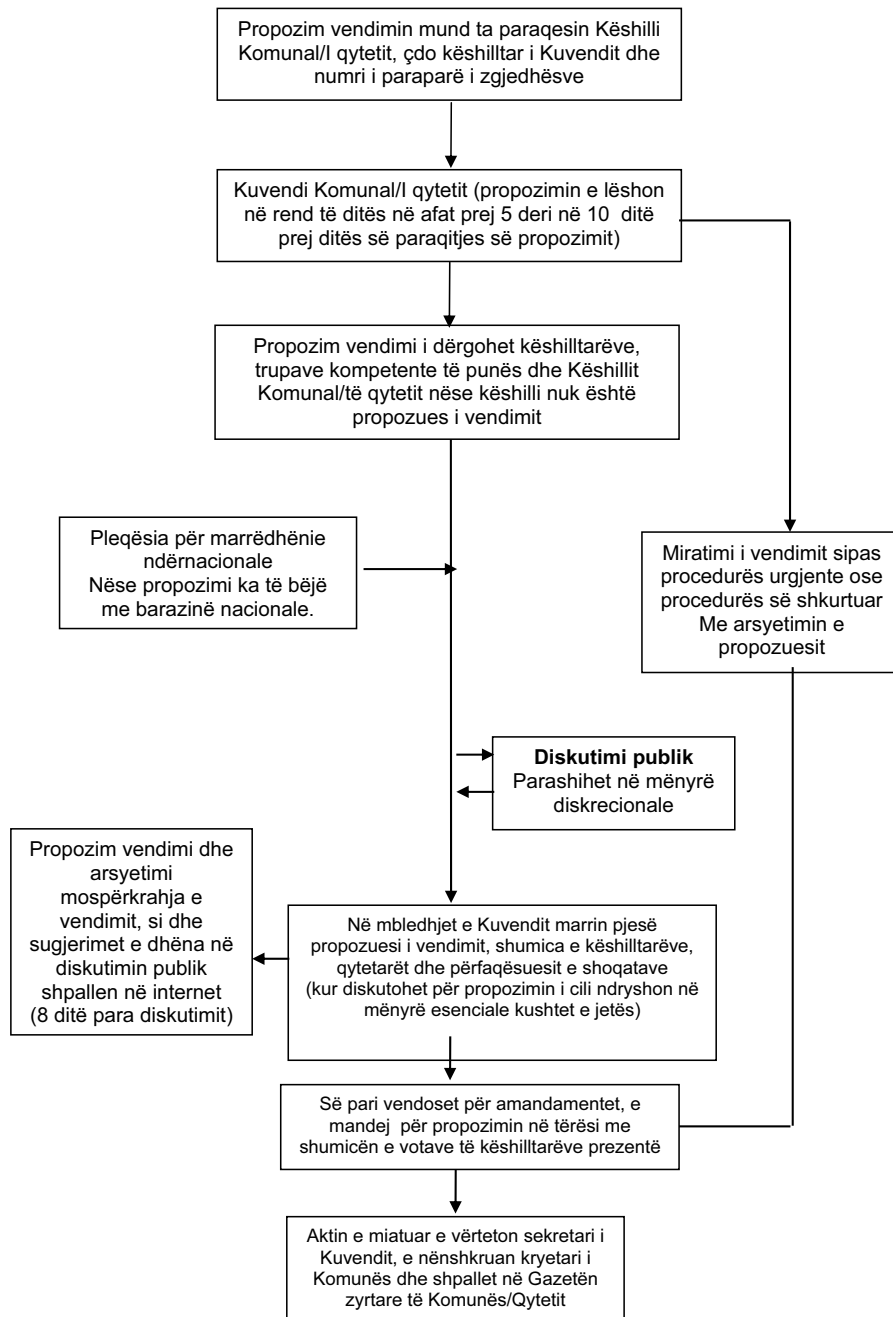 Propozim vendimin mund ta paraqesin Këshilli
Komunal/I qytetit, çdo këshilltar i Kuvendit dhe
numri i paraparë i zgjedhësve
Kuvendi Komunal/I qytetit (propozimin e lëshon
në rend të ditës në afat prej 5 deri në 10 ditë
prej ditës së paraqitjes së propozimit)
Propozim vendimi i dërgohet këshilltarëve,
trupave kompetente të punës dhe Këshillit
Komunal/të qytetit nëse këshilli nuk është
propozues i vendimit
Pleqësia për marrëdhënie
ndërnacionale
Nëse propozimi ka të bëjë
me barazinë nacionale.
Miratimi i vendimit sipas
procedurës urgjente ose
procedurës së shkurtuar
Me arsyetimin e
propozuesit
Diskutimi publik
Parashihet në mënyrë
diskrecionale
Propozim vendimi dhe
arsyetimi
mospërkrahja e
vendimit, si dhe
sugjerimet e dhëna në
diskutimin publik
shpallen në internet
(8 ditë para diskutimit)
Në mbledhjet e Kuvendit marrin pjesë
propozuesi i vendimit, shumica e këshilltarëve,
qytetarët dhe përfaqësuesit e shoqatave
(kur diskutohet për propozimin i cili ndryshon në
mënyrë esenciale kushtet e jetës)
Së pari vendoset për amandamentet, e
mandej për propozimin në tërësi me
shumicën e votave të këshilltarëve prezentë
Aktin e miatuar e vërteton sekretari i
Kuvendit, e nënshkruan kryetari i
Komunës dhe shpallet në Gazetën
zyrtare të Komunës/Qytetit